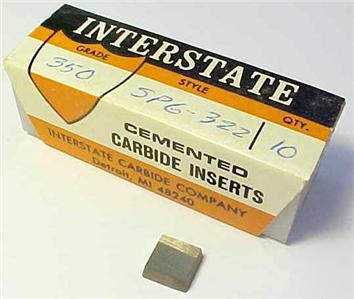 INTERSTATE
GRADE STYLE QTY.
350 SPG-322 10
CEMENTED
CARBIDE INSERTS
INTERSTATE CARBIDE COMPANY
Detroit, MI 48240